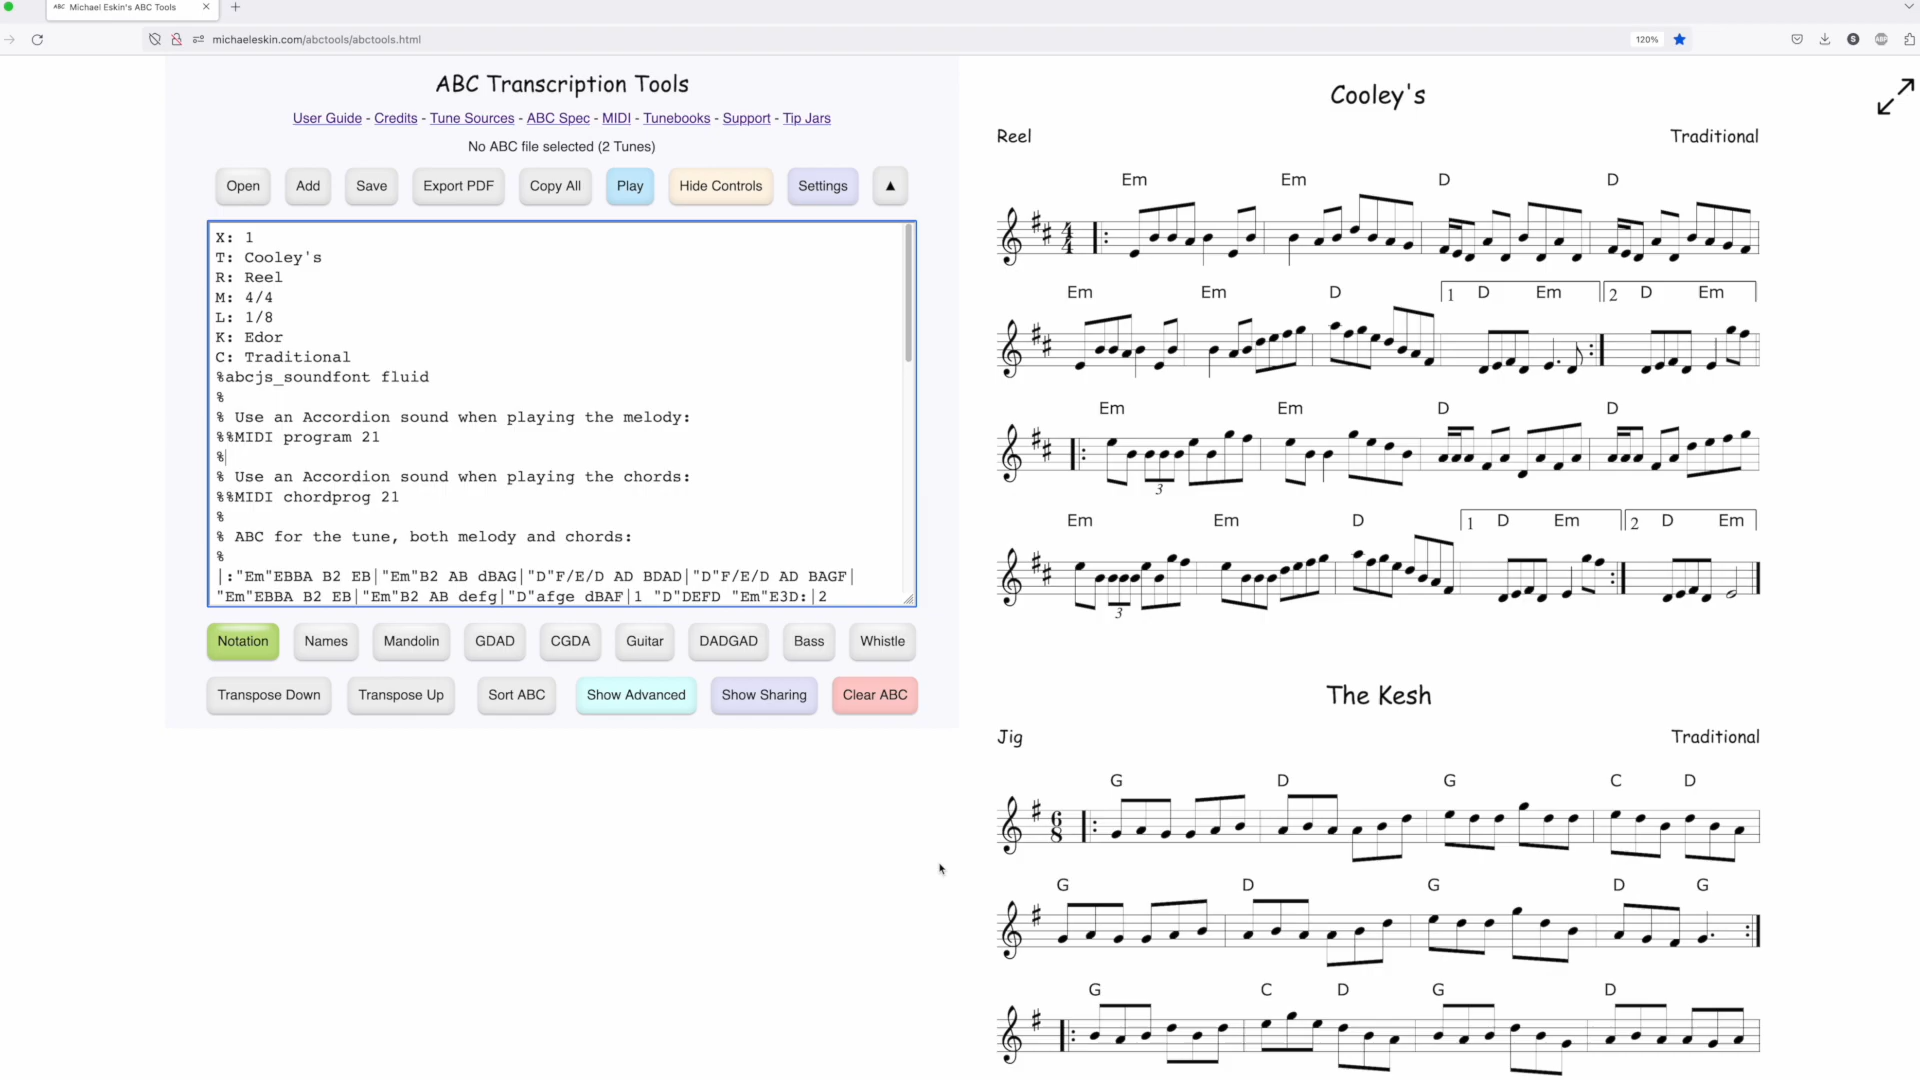 ABC Michael Eskin's ABC Tools
michaeleskin.com/abctools/abctools.html
120%
S
ABP
ABC Transcription Tools
User Guide - Credits - Tune Sources - ABC Spec - MIDI - Tunebooks - Support - Tip Jars
No ABC file selected (2 Tunes)
Open Add Save Export PDF Copy All Play Hide Controls Settings ▲
X: 1
T: Cooley's
R: Reel
M: 4/4
L: 1/8
K: Edor
C: Traditional
%abcjs_soundfont fluid
%
% Use an Accordion sound when playing the melody:
%%MIDI program 21
%
% Use an Accordion sound when playing the chords:
%%MIDI chordprog 21
%
% ABC for the tune, both melody and chords:
%
|:"Em"EBBA B2 EB|"Em"B2 AB dBAG|"D"F/E/D AD BDAD|"D"F/E/D AD BAGF|
"Em"EBBA B2 EB|"Em"B2 AB defg|"D"afge dBAF|1 "D"DEFD "Em"E3D:|2
Notation Names Mandolin GDAD CGDA Guitar DADGAD Bass Whistle
Transpose Down Transpose Up Sort ABC Show Advanced Show Sharing Clear ABC
Cooley's
Reel Traditional
Em Em D D
4
4
Em Em D 1 D Em 2 D Em
Em Em D D
3
Em Em D 1 D Em 2 D Em
3
The Kesh
Jig Traditional
G D G C D
6
8
G D G D G
G C D G D